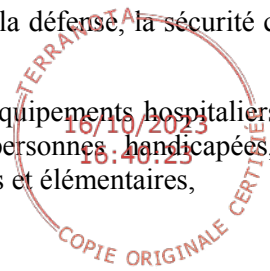 la défense, la sécurité
quipements hospitaliers
personnes handicapées,
s et élémentaires,
TERRANOTA
16/10/2023
16:40:23
COPIE ORIGINALE CERTIFIÉE